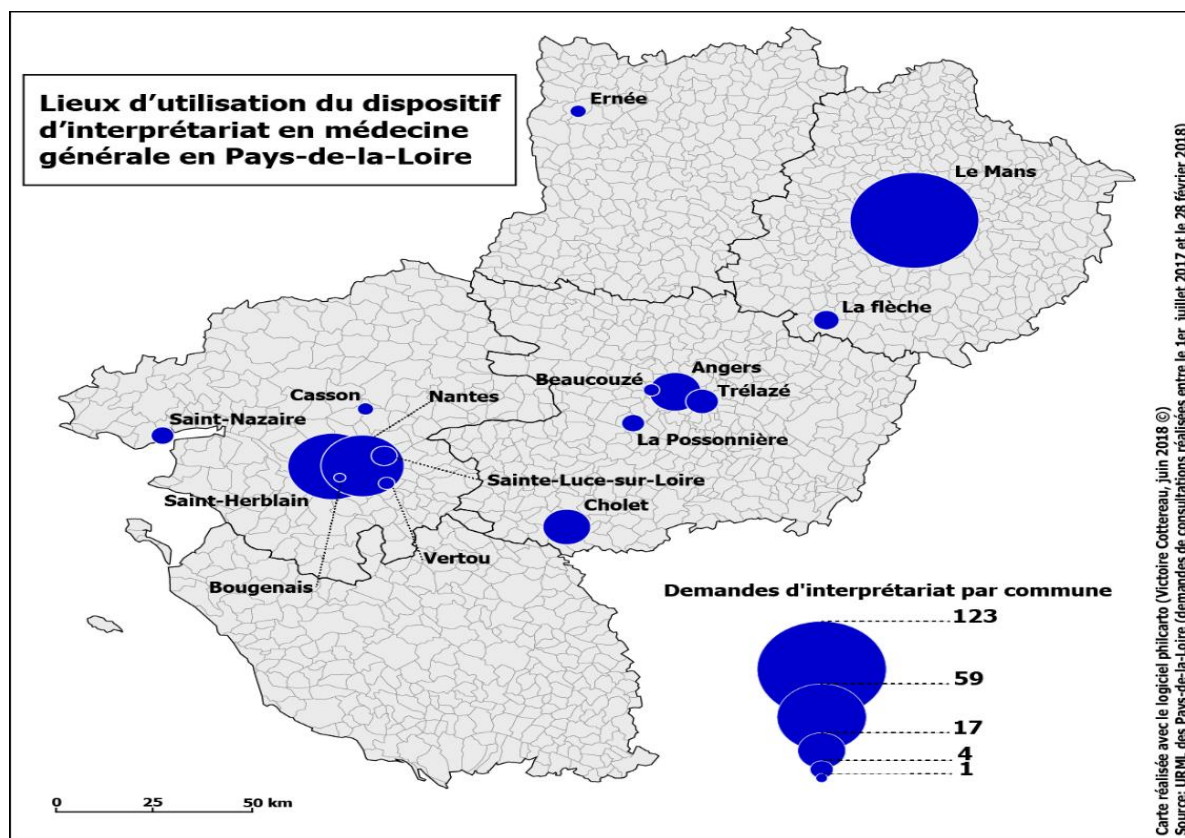 Lieux d'utilisation du dispositif
d'interprétariat en médecine
générale en Pays-de-la-Loire
Ernée
Le Mans
La flèche
Angers
Beaucouzé
Trélazé
La Possonnière
Casson
Nantes
Saint-Nazaire
Sainte-Luce-sur-Loire
Saint-Herblain
Cholet
Vertou
Bougenais
Demandes d'interprétariat par commune
123
59
17
4
1
0 25 50 km
Carte réalisée avec le logiciel philcarto (Victoire Cottereau, juin 2018 ©)
Source: URML des Pays-de-la-Loire (demandes de consultations réalisées entre le 1er juillet 2017 et le 28 février 2018)